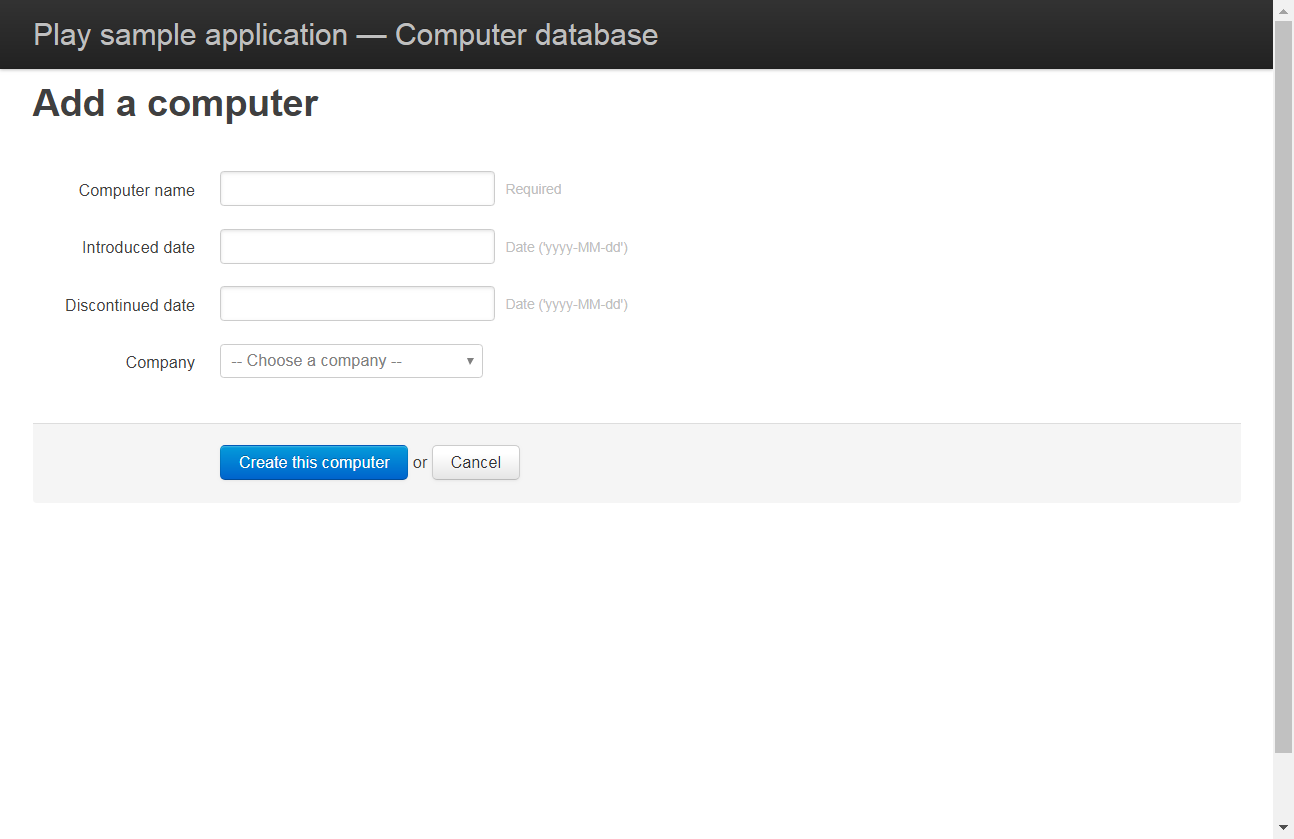 Play sample application — Computer database
Add a computer
Computer name Required
Introduced date Date ('yyyy-MM-dd')
Discontinued date Date ('yyyy-MM-dd')
Company -- Choose a company --
Create this computer or Cancel